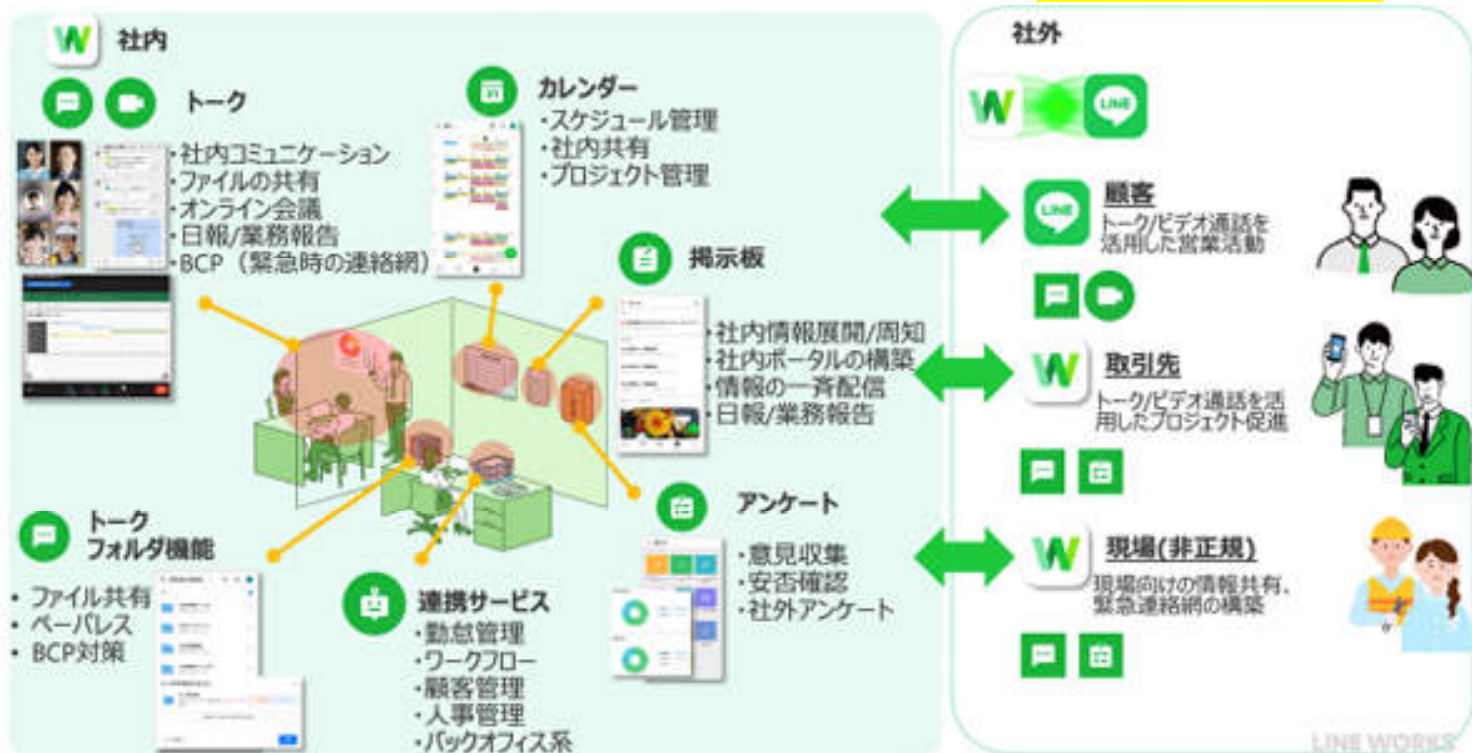 社内
トーク
・社内コミュニケーション
・ファイルの共有
・オンライン会議
・日報/業務報告
・BCP（緊急時の連絡網）
カレンダー
・スケジュール管理
・社内共有
・プロジェクト管理
掲示板
・社内情報展開/周知
・社内ポータルの構築
・情報の一斉配信
・日報/業務報告
トーク
フォルダ機能
• ファイル共有
• ペーパレス
• BCP対策
連携サービス
・勤怠管理
・ワークフロー
・顧客管理
・人事管理
・バックオフィス系
アンケート
・意見収集
・安否確認
・社外アンケート
社外
LINE
LINE
顧客
トーク/ビデオ通話を
活用した営業活動
取引先
トーク/ビデオ通話を活
用したプロジェクト促進
現場(非正規)
現場向けの情報共有、
緊急連絡網の構築
LINE WORKS